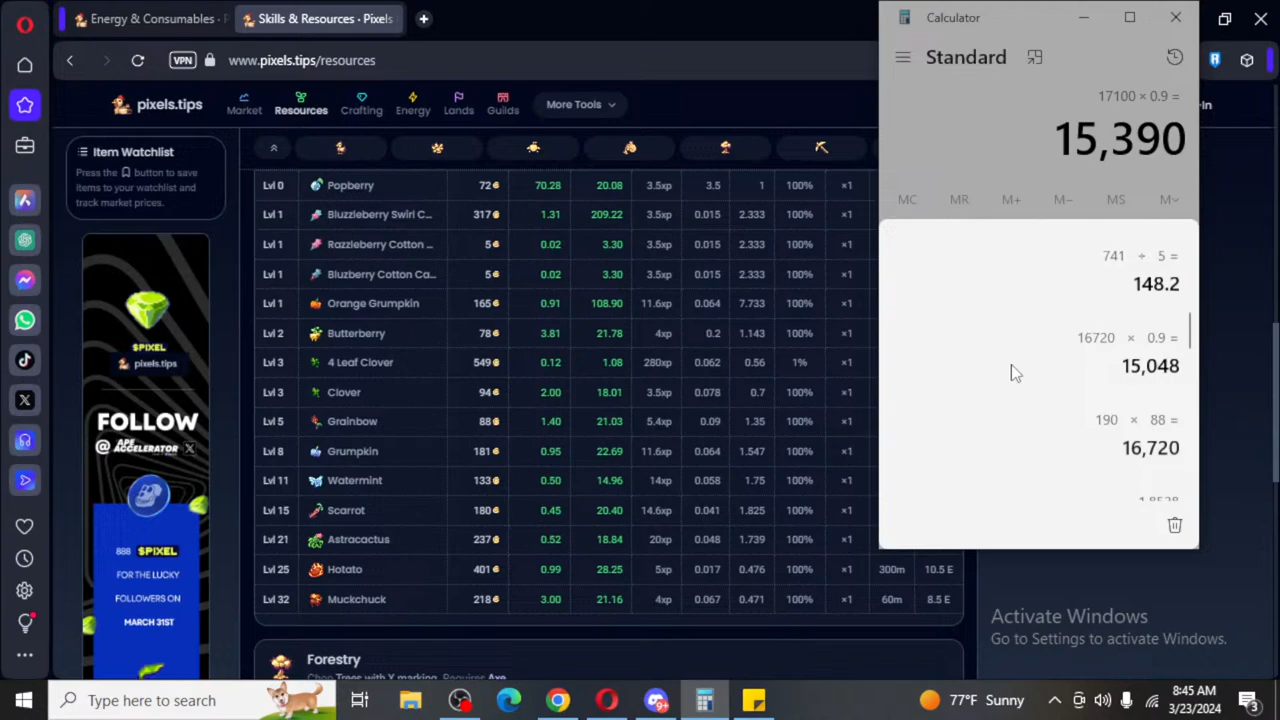 Energy & Consumables · P
Skills & Resources · Pixels
VPN
www.pixels.tips/resources
pixels.tips
Market
Resources
Crafting
Energy
Lands
Guilds
More Tools
Item Watchlist
Press the button to save
items to your watchlist and
track market prices.
$PIXEL
pixels.tips
FOLLOW
@ APE ACCELERATOR X
888 $PIXEL
FOR THE LUCKY
FOLLOWERS ON
MARCH 31ST
Lvl 0 Popberry 72 70.28 20.08 3.5xp 3.5 1 100% ×1
Lvl 1 Bluzzleberry Swirl C... 317 1.31 209.22 3.5xp 0.015 2.333 100% ×1
Lvl 1 Razzleberry Cotton ... 5 0.02 3.30 3.5xp 0.015 2.333 100% ×1
Lvl 1 Bluzberry Cotton Ca... 5 0.02 3.30 3.5xp 0.015 2.333 100% ×1
Lvl 1 Orange Grumpkin 165 0.91 108.90 11.6xp 0.064 7.733 100% ×1
Lvl 2 Butterberry 78 3.81 21.78 4xp 0.2 1.143 100% ×1
Lvl 3 4 Leaf Clover 549 0.12 1.08 280xp 0.062 0.56 1% ×1
Lvl 3 Clover 94 2.00 18.01 3.5xp 0.078 0.7 100% ×1
Lvl 5 Grainbow 88 1.40 21.03 5.4xp 0.09 1.35 100% ×1
Lvl 8 Grumpkin 181 0.95 22.69 11.6xp 0.064 1.547 100% ×1
Lvl 11 Watermint 133 0.50 14.96 14xp 0.058 1.75 100% ×1
Lvl 15 Scarrot 180 0.45 20.40 14.6xp 0.041 1.825 100% ×1
Lvl 21 Astracactus 237 0.52 18.84 20xp 0.048 1.739 100% ×1
Lvl 25 Hotato 401 0.99 28.25 5xp 0.017 0.476 100% ×1 300m 10.5 E
Lvl 32 Muckchuck 218 3.00 21.16 4xp 0.067 0.471 100% ×1 60m 8.5 E
Forestry
Calculator
Standard
17100 × 0.9 =
15,390
MC MR M+ M− MS M˅
741 ÷ 5 =
148.2
16720 × 0.9 =
15,048
190 × 88 =
16,720
Activate Windows
Go to Settings to activate Windows.
Type here to search
77°F Sunny
8:45 AM
3/23/2024
3